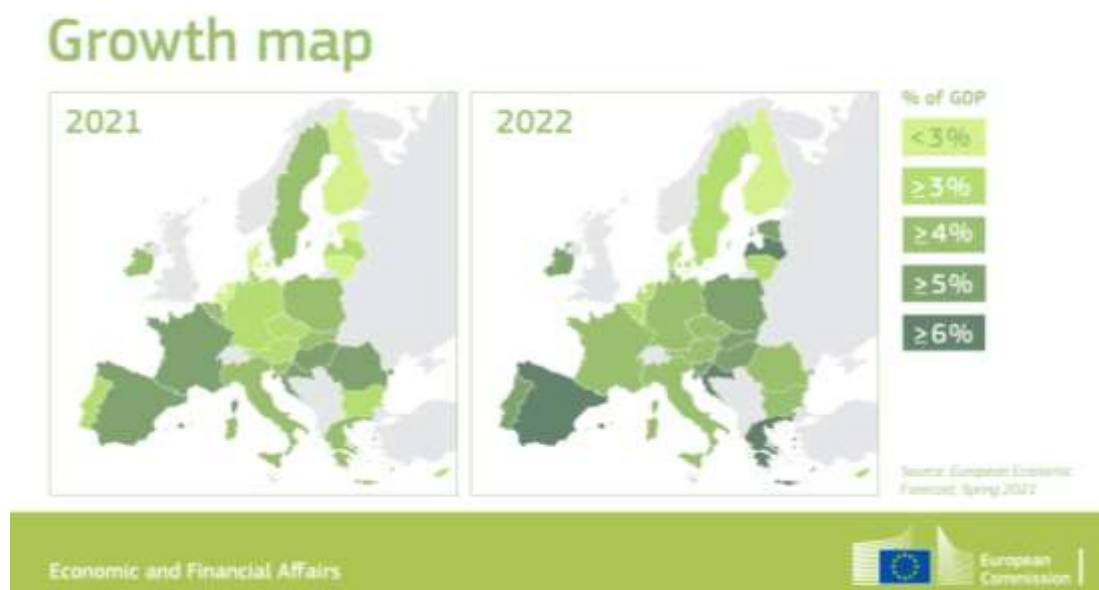 Growth map
2021
2022
% of GDP
<3%
≥3%
≥4%
≥5%
≥6%
Source: European Economic
Forecast, Spring 2021
Economic and Financial Affairs
European
Commission